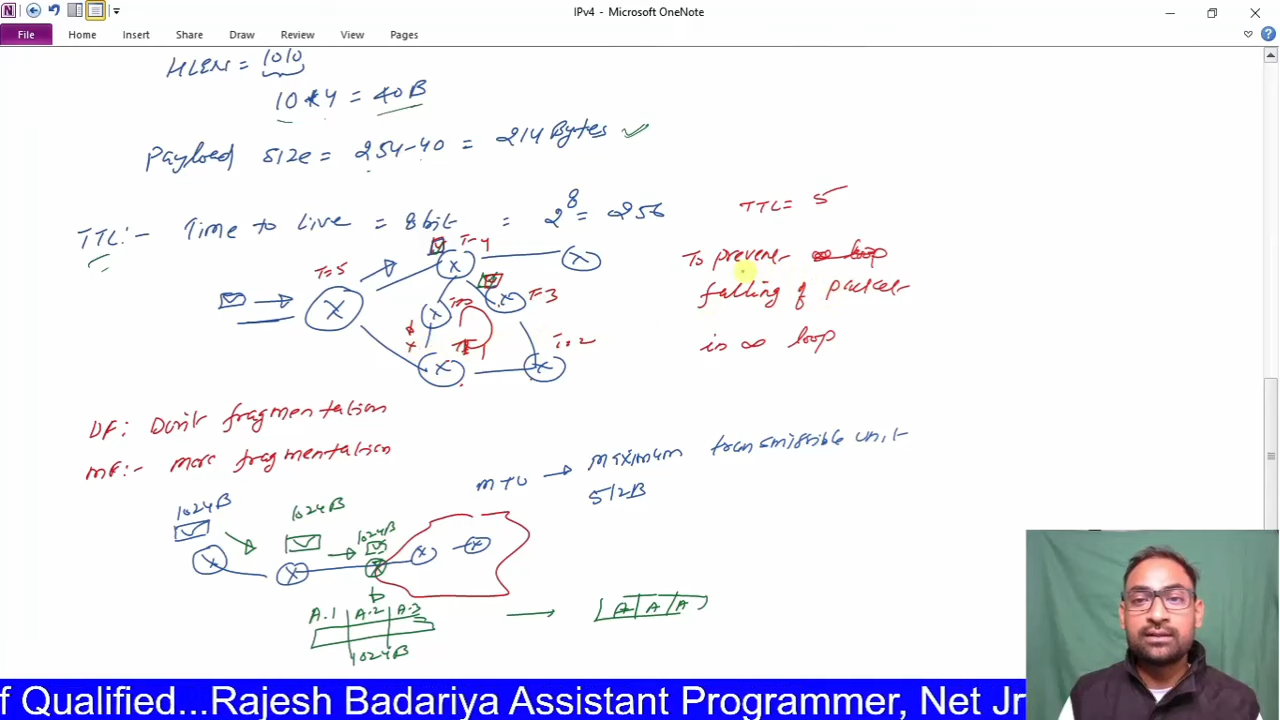 IPv4 - Microsoft OneNote
File Home Insert Share Draw Review View Pages
HLEN = 1010
10*4 = 40B
Payload size = 254-40 = 214 Bytes
TTL:- Time to Live = 8 bit = 2^8 = 256
TTL = 5
T=5
T=4
T=3
T=2
To prevent ∞ loop
falling of packet
in ∞ loop
DF: Don't fragmentation
MF:- More fragmentation
MTU → Maximum transmissible unit
512B
1024B
1024B
1024B
A.1 A.2 A.3
1024B
A A A
f Qualified...Rajesh Badariya Assistant Programmer, Net Jr